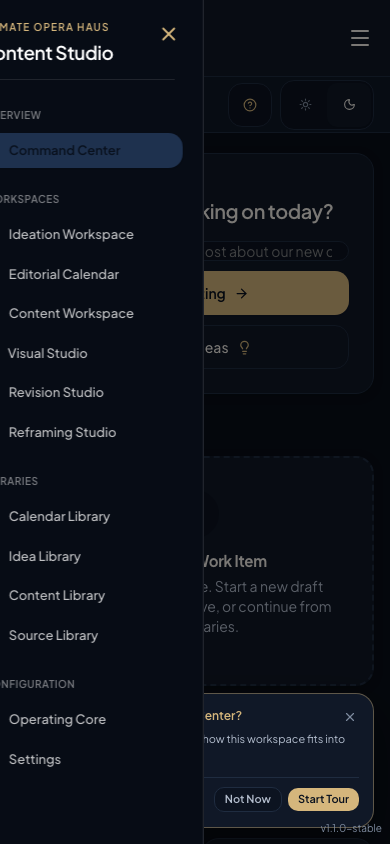 MATE OPERA HAUS
ontent Studio
ERVIEW
Command Center
ORKSPACES
Ideation Workspace
Editorial Calendar
Content Workspace
Visual Studio
Revision Studio
Reframing Studio
RARIES
Calendar Library
Idea Library
Content Library
Source Library
NFIGURATION
Operating Core
Settings
king on today?
ost about our new c
ing →
eas
Work Item
e. Start a new draft
ve, or continue from
aries.
enter?
how this workspace fits into
Not Now
Start Tour
v1.1.0-stable